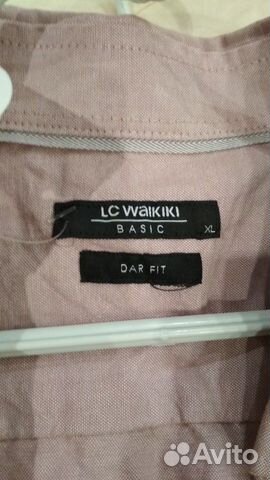 LC WAIKIKI
BASIC XL
DAR FIT
Avito